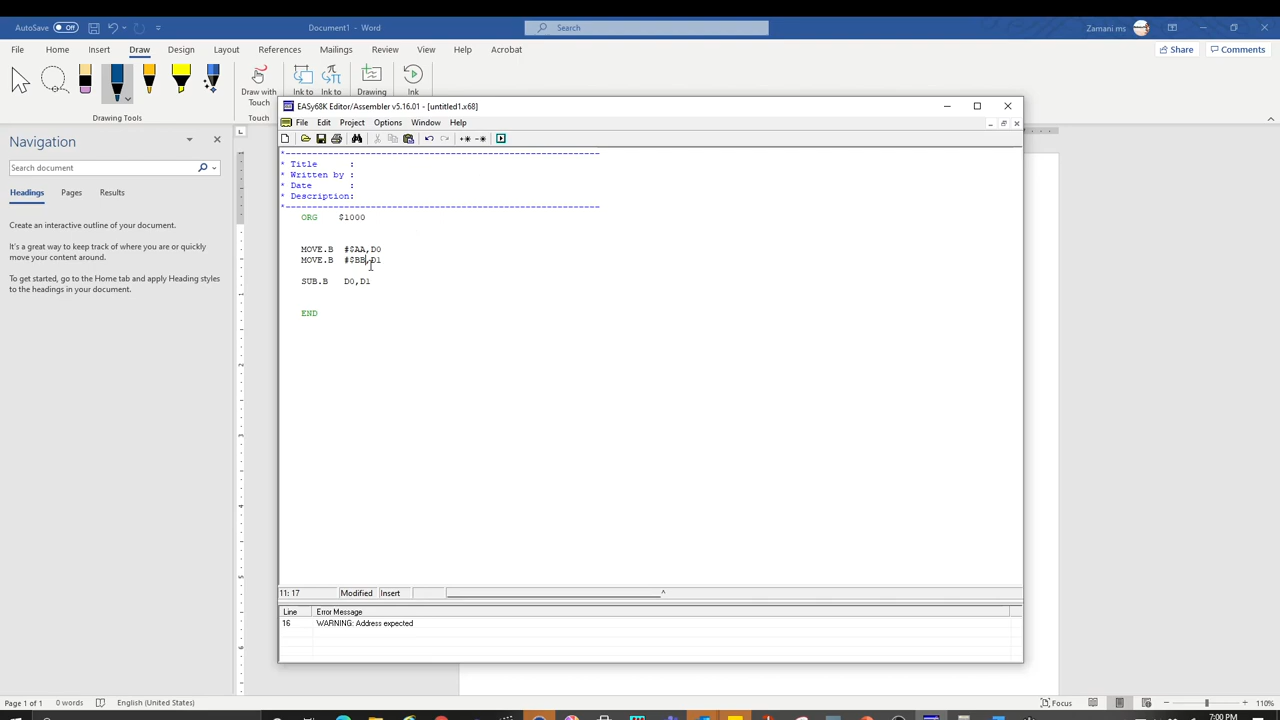 AutoSave Off Document1 - Word Search Zamani ms
File Home Insert Draw Design Layout References Mailings Review View Help Acrobat Share Comments
Draw with Touch
Ink to
Ink to
Drawing
Ink
Drawing Tools
Touch
EASy68K Editor/Assembler v5.16.01 - [untitled1.x68]
File Edit Project Options Window Help
Navigation
Search document
Headings Pages Results
Create an interactive outline of your document.
It's a great way to keep track of where you are or quickly
move your content around.
To get started, go to the Home tab and apply Heading styles
to the headings in your document.
*-----------------------------------------------------------
* Title :
* Written by :
* Date :
* Description:
*-----------------------------------------------------------
ORG $1000
MOVE.B #$AA,D0
MOVE.B #$BB,D1
SUB.B D0,D1
END
11: 17 Modified Insert
Line Error Message
16 WARNING: Address expected
Page 1 of 1 0 words English (United States) Focus 110%
7:00 PM